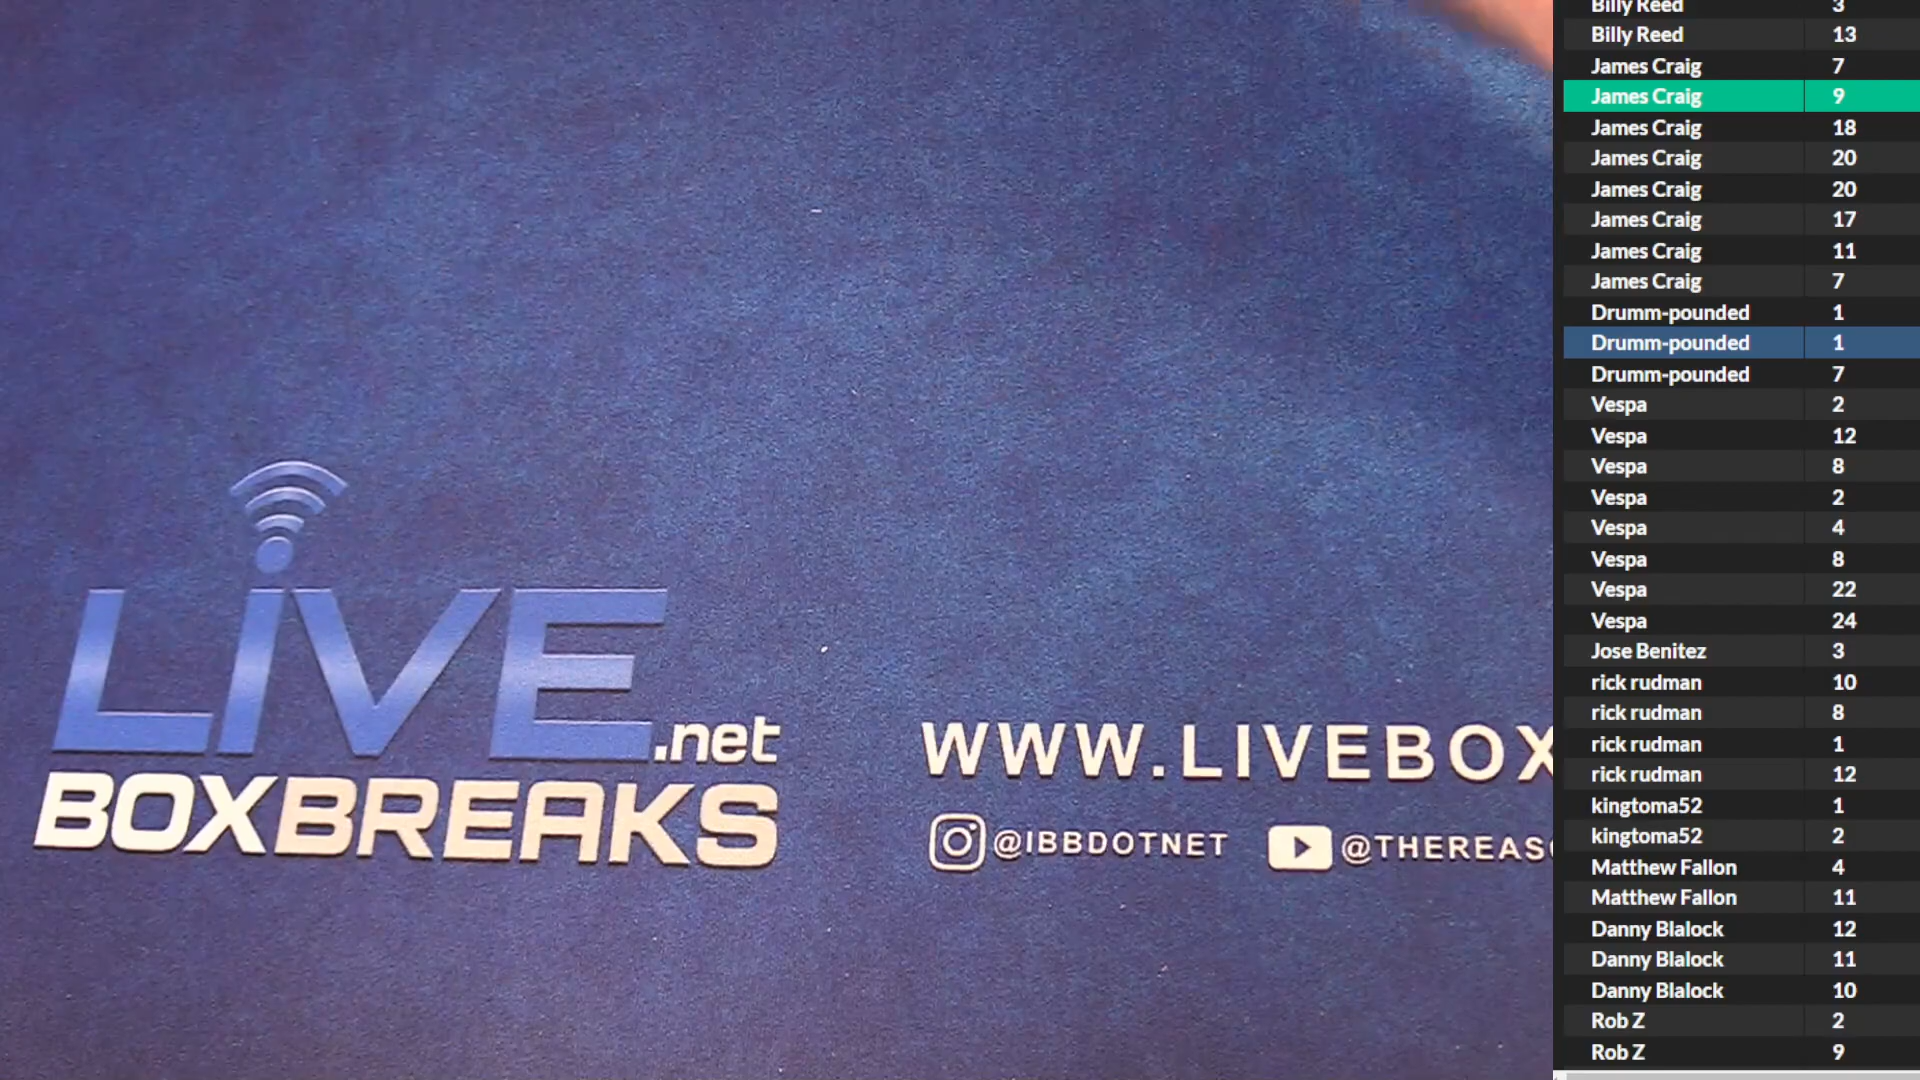 LIVE
.net
BOXBREAKS
WWW.LIVEBOX
@IBBDOTNET @THEREAS
Billy Reed 3
Billy Reed 13
James Craig 7
James Craig 9
James Craig 18
James Craig 20
James Craig 20
James Craig 17
James Craig 11
James Craig 7
Drumm-pounded 1
Drumm-pounded 1
Drumm-pounded 7
Vespa 2
Vespa 12
Vespa 8
Vespa 2
Vespa 4
Vespa 8
Vespa 22
Vespa 24
Jose Benitez 3
rick rudman 10
rick rudman 8
rick rudman 1
rick rudman 12
kingtoma52 1
kingtoma52 2
Matthew Fallon 4
Matthew Fallon 11
Danny Blalock 12
Danny Blalock 11
Danny Blalock 10
Rob Z 2
Rob Z 9